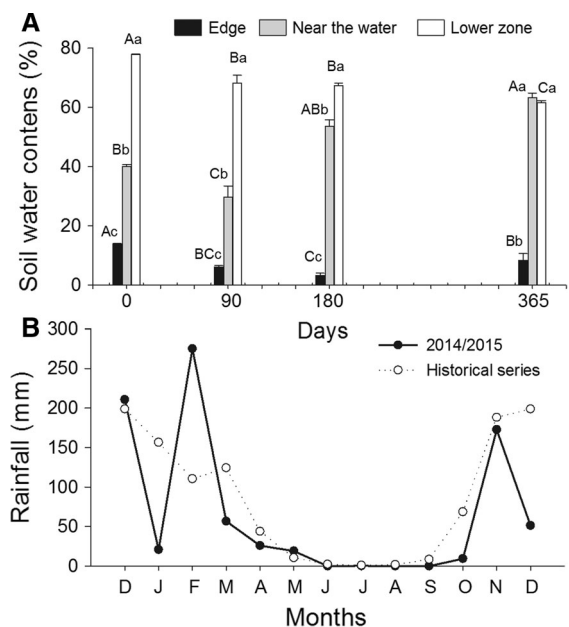 A
Edge Near the water Lower zone
Soil water contens (%)
80
60
40
20
0
Ac Bb Aa
BCc Cb Ba
Cc ABb Ba
Bb Aa Ca
0 90 180 365
Days
B
2014/2015
Historical series
Rainfall (mm)
300
250
200
150
100
50
0
D J F M A M J J A S O N D
Months